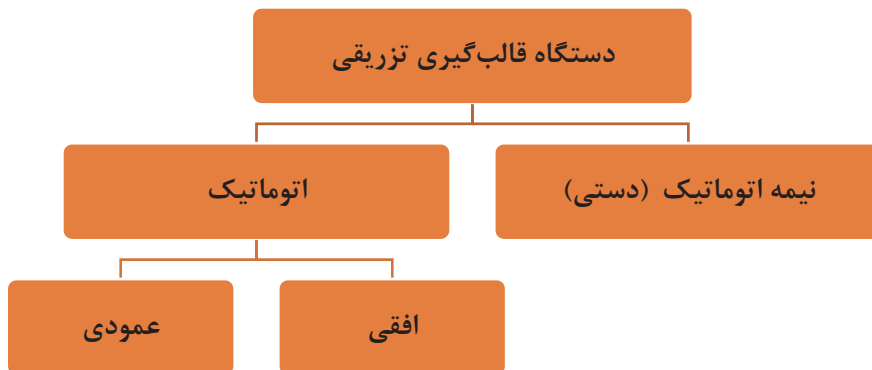 دستگاه قالب‌گیری تزریقی
نیمه اتوماتیک (دستی)
اتوماتیک
افقی
عمودی